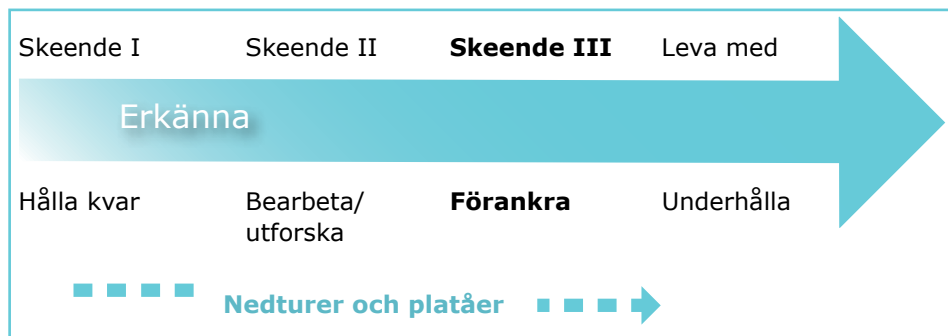 Skeende I Skeende II Skeende III Leva med
Erkänna
Hålla kvar Bearbeta/ Förankra Underhålla
utforska
Nedturer och platåer